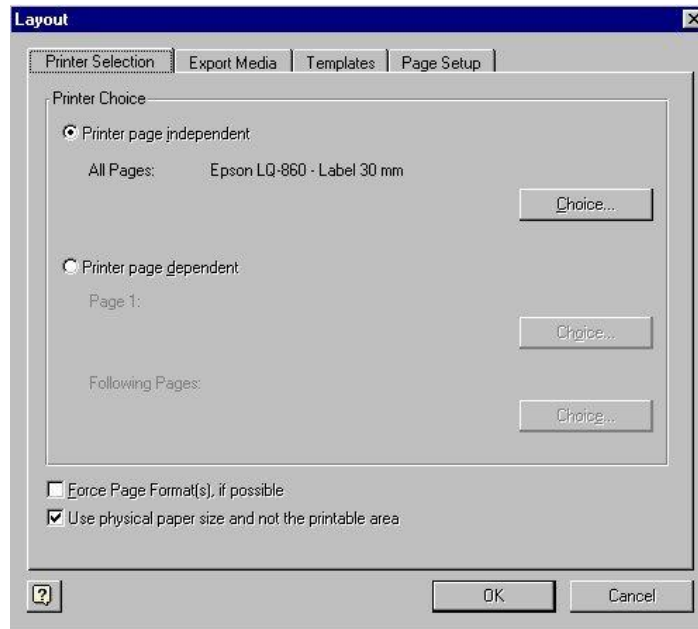 Layout
Printer Selection Export Media Templates Page Setup
Printer Choice
Printer page independent
All Pages: Epson LQ-860 - Label 30 mm
Choice...
Printer page dependent
Page 1:
Choice...
Following Pages:
Choice...
Force Page Format(s), if possible
Use physical paper size and not the printable area
OK Cancel